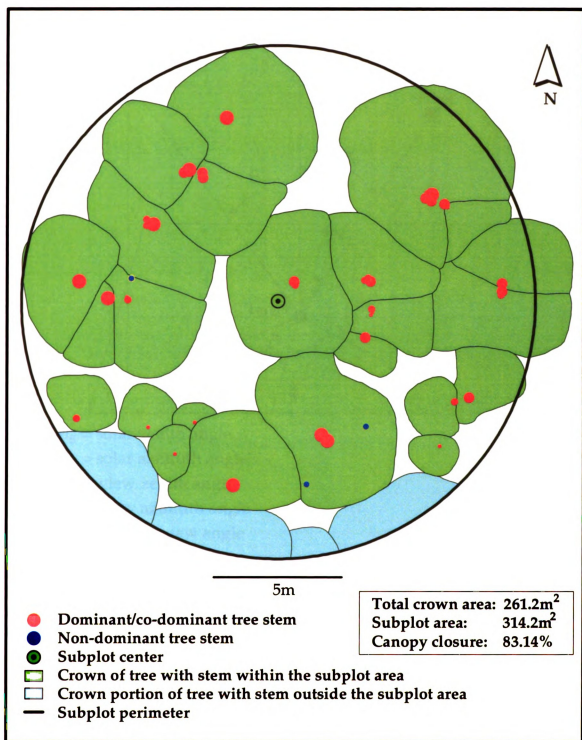 N
5m
Dominant/co-dominant tree stem
Non-dominant tree stem
Subplot center
Crown of tree with stem within the subplot area
Crown portion of tree with stem outside the subplot area
Subplot perimeter
Total crown area: 261.2m²
Subplot area: 314.2m²
Canopy closure: 83.14%